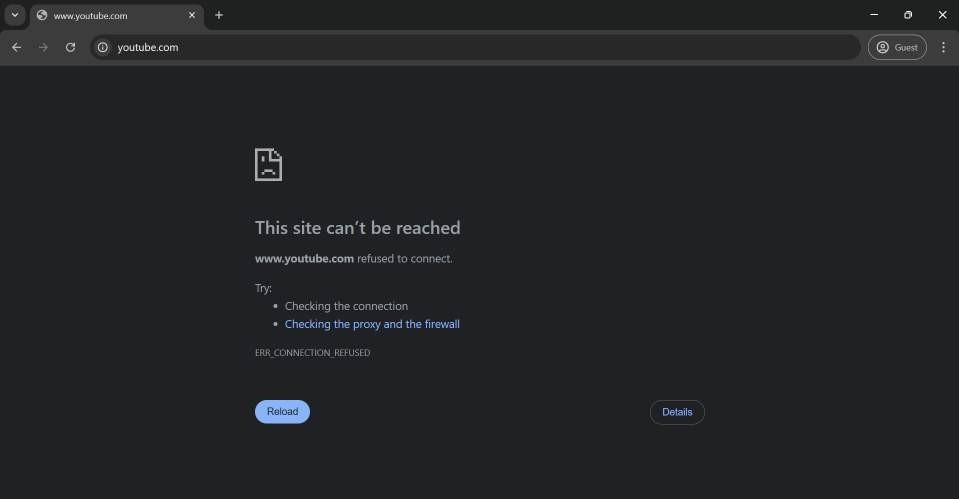 www.youtube.com
youtube.com
Guest
This site can’t be reached
www.youtube.com refused to connect.
Try:
• Checking the connection
• Checking the proxy and the firewall
ERR_CONNECTION_REFUSED
Reload
Details